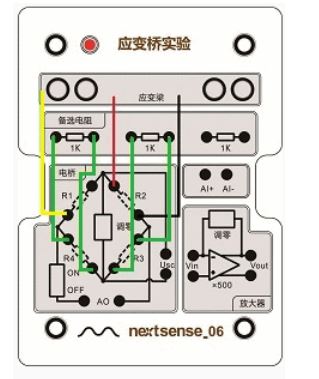 应变桥实验
应变梁
备选电阻
1K 1K 1K
电桥
R1 R2
调零
AI+ AI-
R4 R3
Usc
ON
OFF
AO
调零
Vin Vout
×500
放大器
nextsense_06